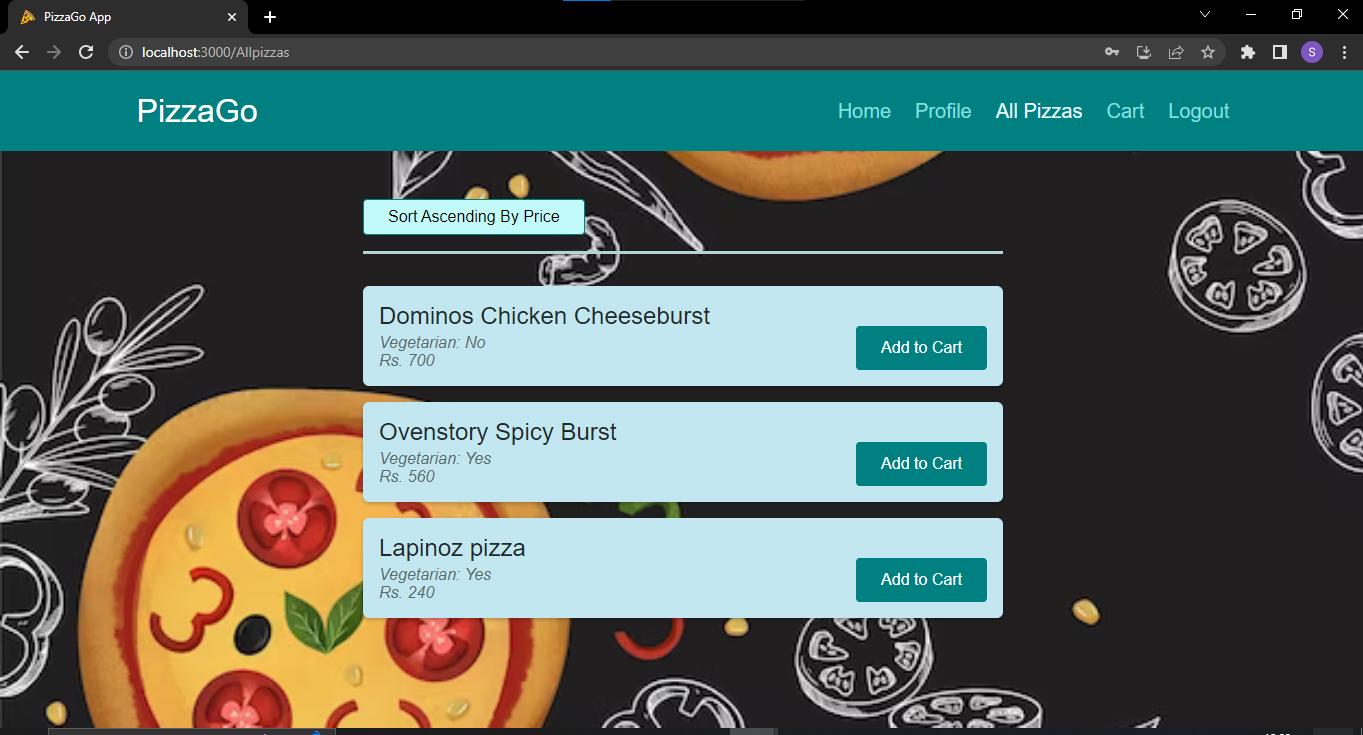 PizzaGo App
localhost:3000/Allpizzas
S
PizzaGo
Home Profile All Pizzas Cart Logout
Sort Ascending By Price
Dominos Chicken Cheeseburst
Vegetarian: No
Rs. 700
Add to Cart
Ovenstory Spicy Burst
Vegetarian: Yes
Rs. 560
Add to Cart
Lapinoz pizza
Vegetarian: Yes
Rs. 240
Add to Cart